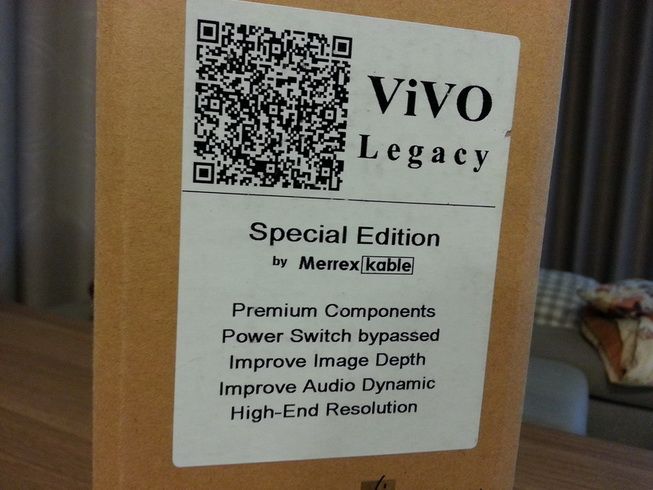 ViVO
Legacy
Special Edition
by Merrex kable
Premium Components
Power Switch bypassed
Improve Image Depth
Improve Audio Dynamic
High-End Resolution